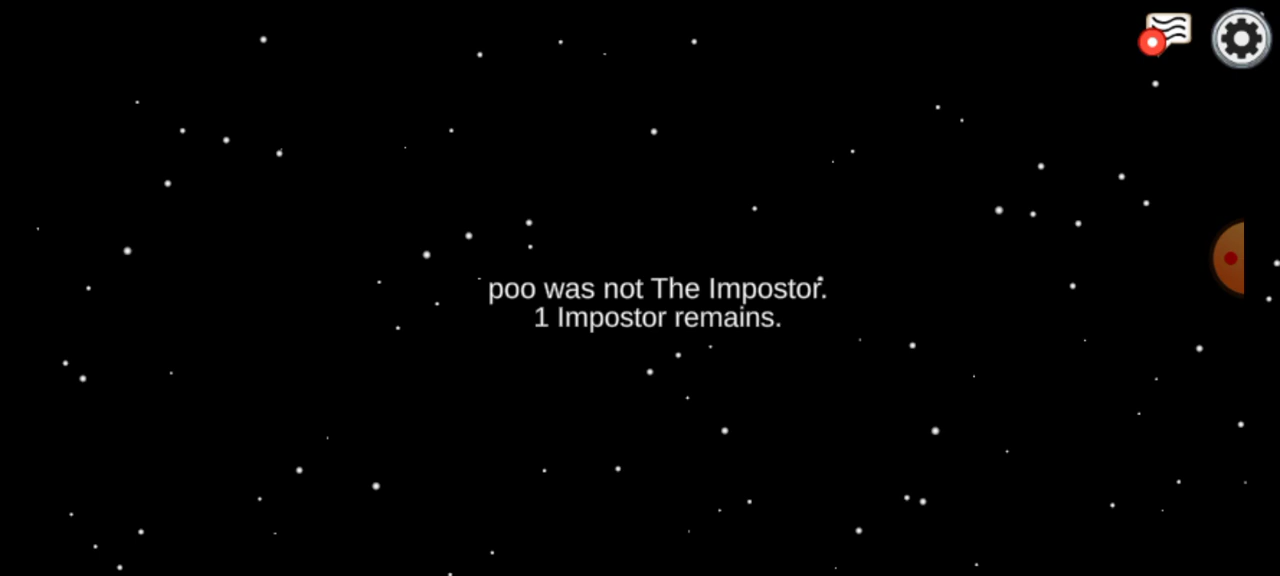 poo was not The Impostor.
1 Impostor remains.